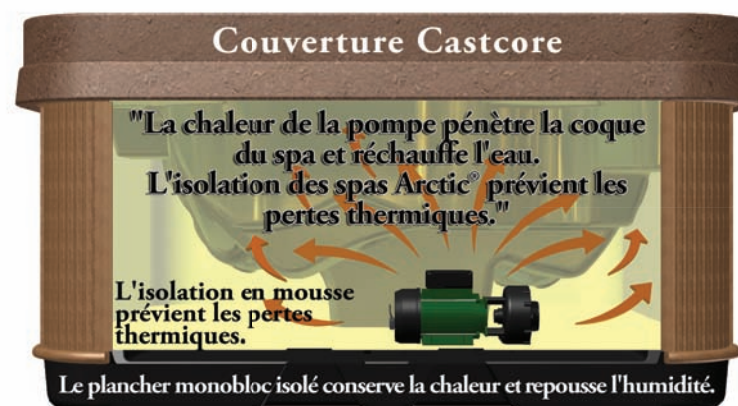 Couverture Castcore
"'La chaleur de la pompe pénètre la coque
du spa et réchauffe l'eau.
L'isolation des spas Arctic® prévient les
pertes thermiques."
L'isolation en mousse
prévient les pertes
thermiques.
Le plancher monobloc isolé conserve la chaleur et repousse l'humidité.